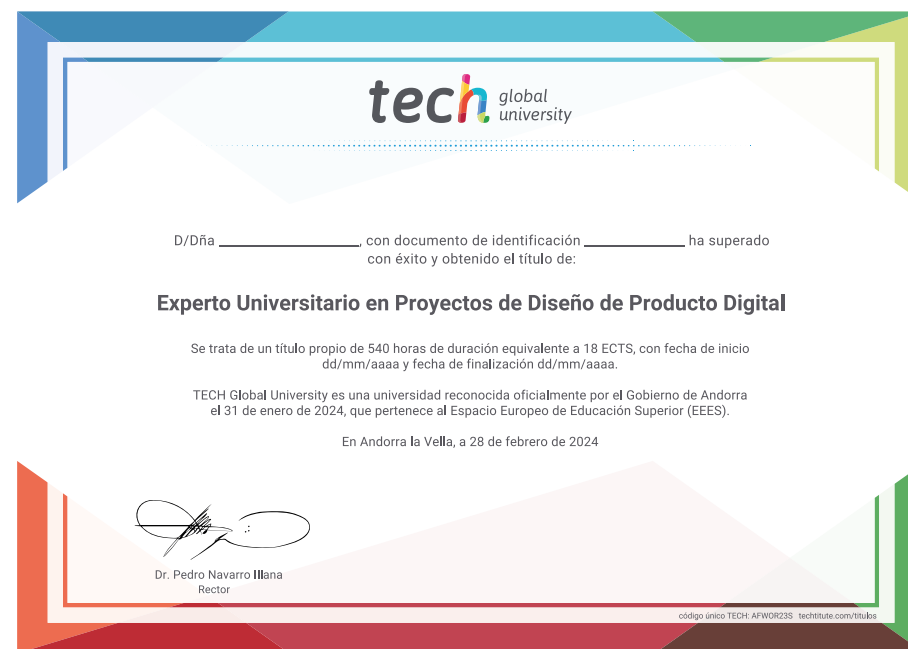 tech global
university
D/Dña ____________________, con documento de identificación ______________ ha superado
con éxito y obtenido el título de:
Experto Universitario en Proyectos de Diseño de Producto Digital
Se trata de un título propio de 540 horas de duración equivalente a 18 ECTS, con fecha de inicio
dd/mm/aaaa y fecha de finalización dd/mm/aaaa.
TECH Global University es una universidad reconocida oficialmente por el Gobierno de Andorra
el 31 de enero de 2024, que pertenece al Espacio Europeo de Educación Superior (EEES).
En Andorra la Vella, a 28 de febrero de 2024
Dr. Pedro Navarro Illana
Rector
código único TECH: AFWOR23S techtitute.com/titulos